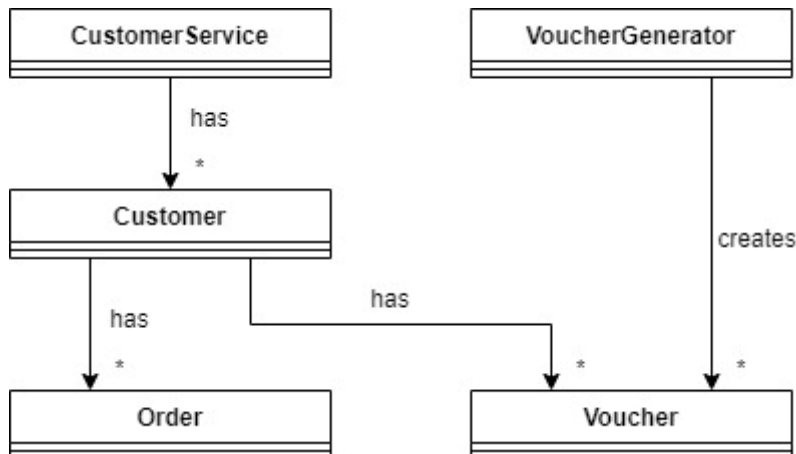 CustomerService
VoucherGenerator
has
*
Customer
creates
has
has
*
*
*
Order
Voucher